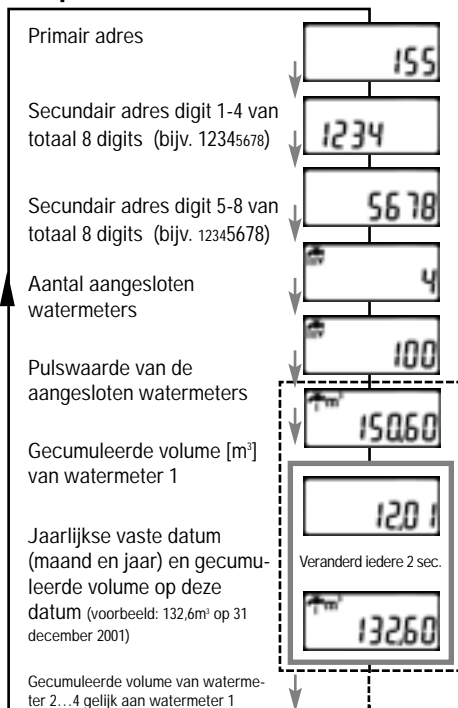 Primair adres
155
Secundair adres digit 1-4 van
totaal 8 digits (bijv. 12345678)
1234
Secundair adres digit 5-8 van
totaal 8 digits (bijv. 12345678)
5678
Aantal aangesloten
watermeters
4
Pulswaarde van de
aangesloten watermeters
100
Gecumuleerde volume [m³]
van watermeter 1
m³
150,60
Jaarlijkse vaste datum
(maand en jaar) en gecumu-
leerde volume op deze
datum (voorbeeld: 132,6m³ op 31
december 2001)
12,01
Veranderd iedere 2 sec.
m³
132,60
Gecumuleerde volume van waterme-
ter 2...4 gelijk aan watermeter 1